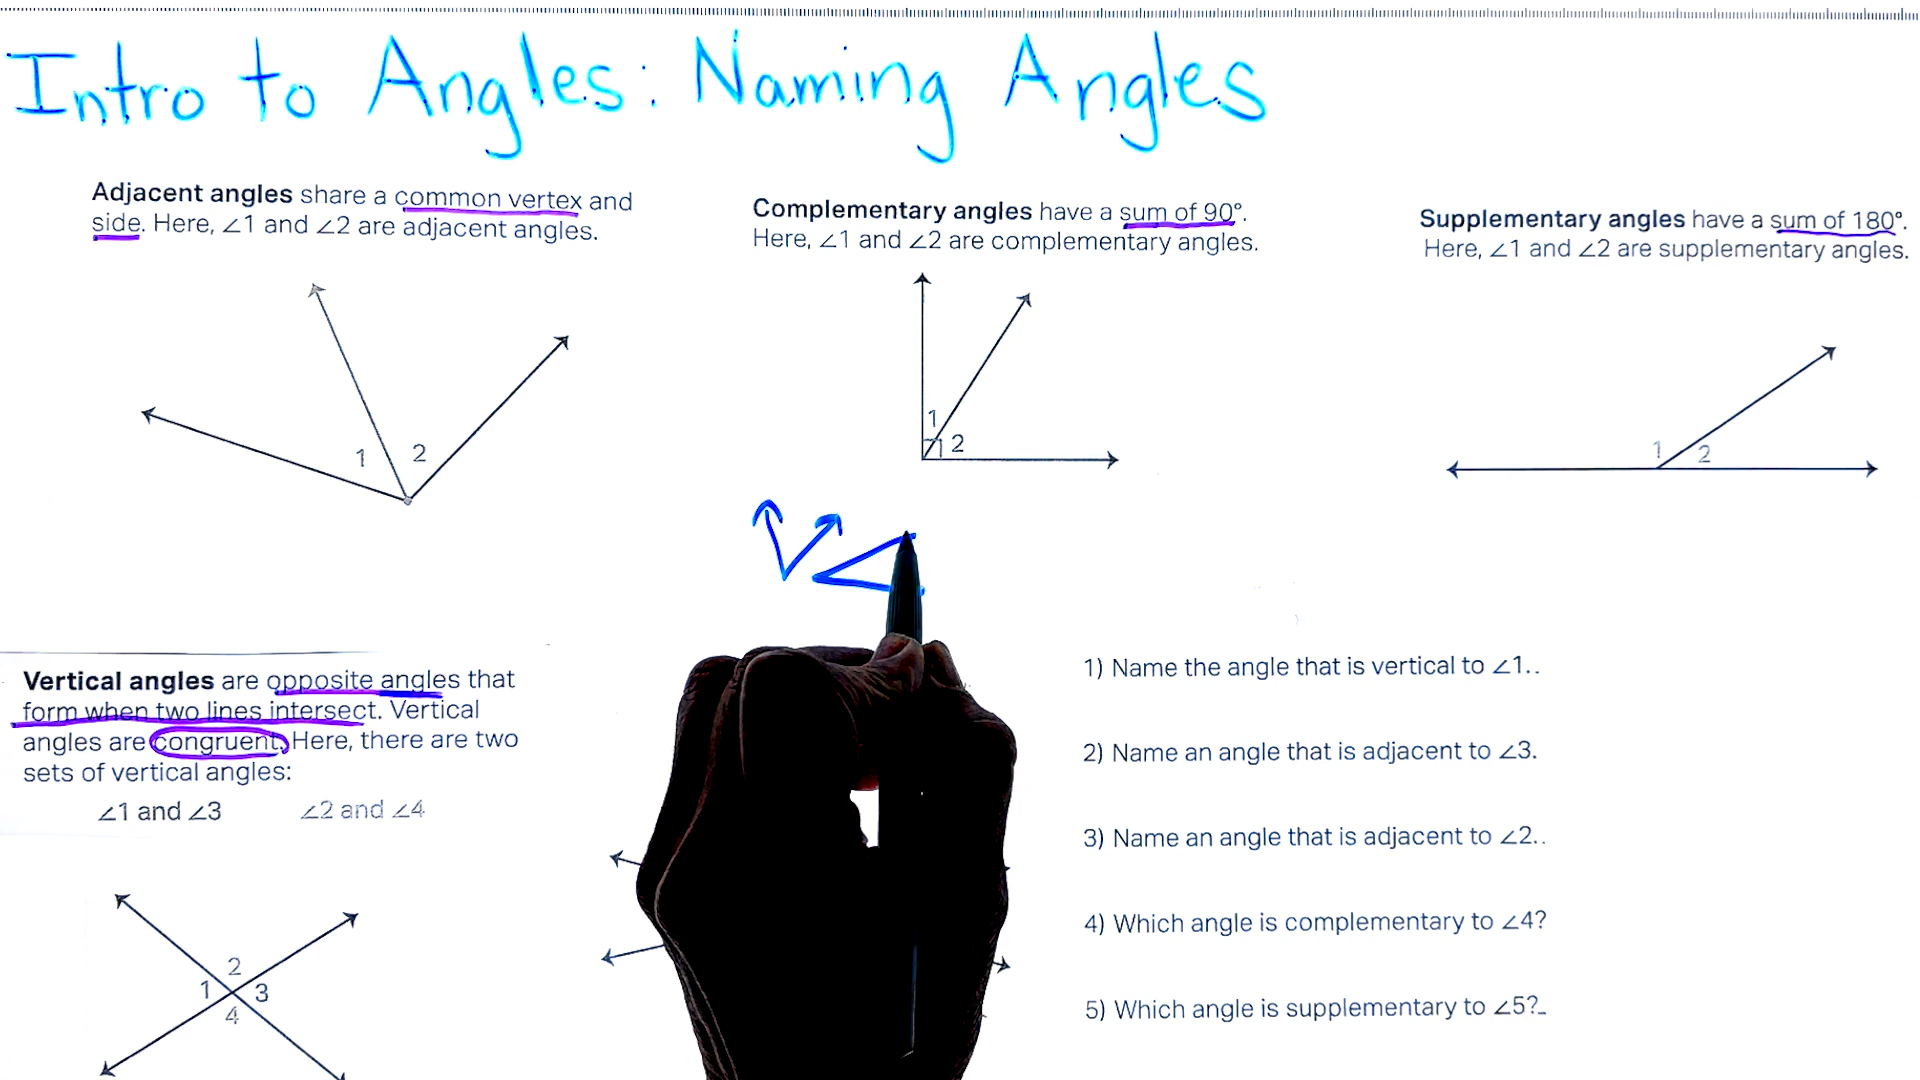 Intro to Angles: Naming Angles
Adjacent angles share a common vertex and
side. Here, ∠1 and ∠2 are adjacent angles.
1
2
Complementary angles have a sum of 90°.
Here, ∠1 and ∠2 are complementary angles.
1
2
Supplementary angles have a sum of 180°.
Here, ∠1 and ∠2 are supplementary angles.
1
2
Vertical angles are opposite angles that
form when two lines intersect. Vertical
angles are congruent. Here, there are two
sets of vertical angles:
∠1 and ∠3 ∠2 and ∠4
2
1 3
4
1) Name the angle that is vertical to ∠1..
2) Name an angle that is adjacent to ∠3.
3) Name an angle that is adjacent to ∠2..
4) Which angle is complementary to ∠4?
5) Which angle is supplementary to ∠5?_